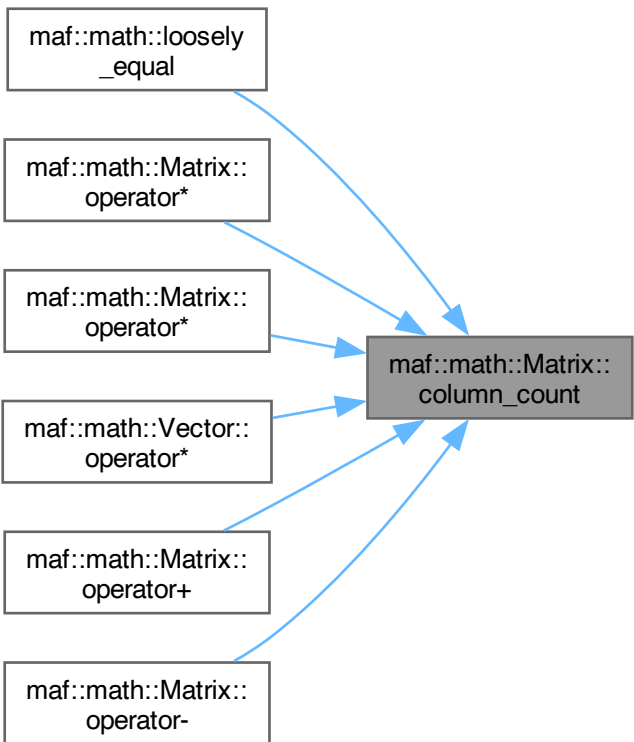 maf::math::loosely
_equal
maf::math::Matrix::
operator*
maf::math::Matrix::
operator*
maf::math::Matrix::
column_count
maf::math::Vector::
operator*
maf::math::Matrix::
operator+
maf::math::Matrix::
operator-